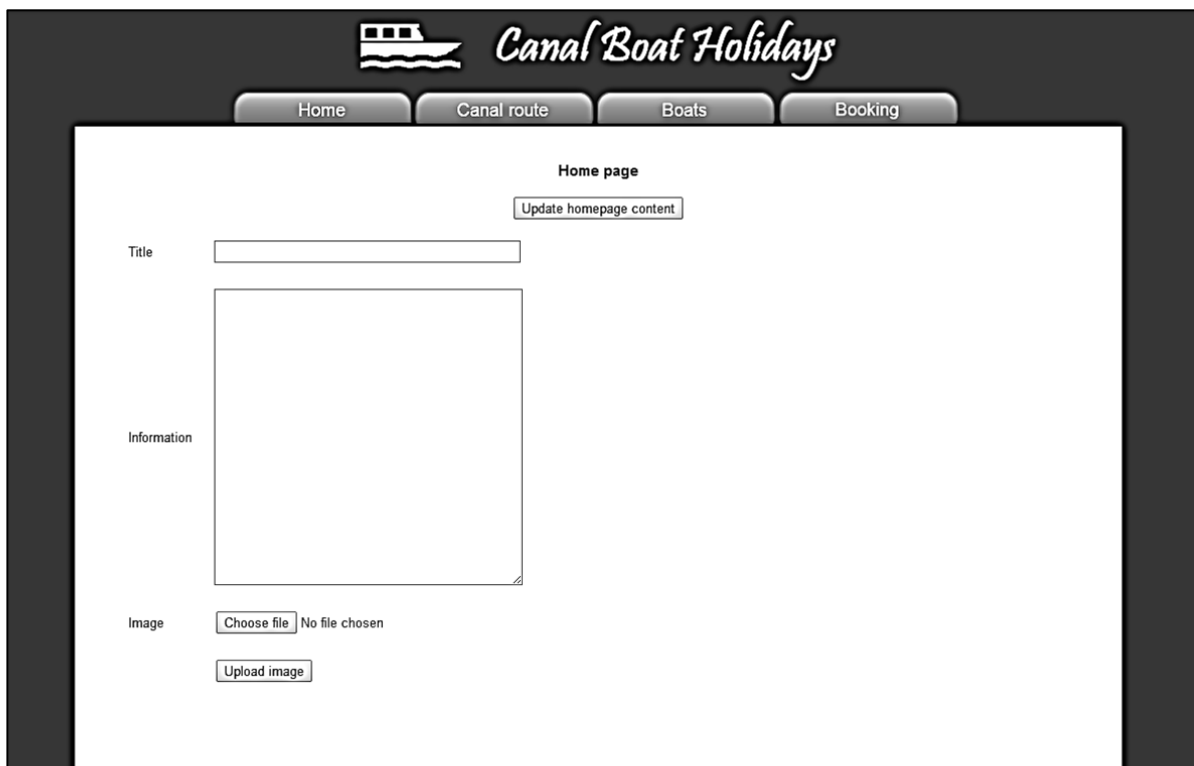 Canal Boat Holidays
Home Canal route Boats Booking
Home page
Update homepage content
Title
Information
Image Choose file No file chosen
Upload image